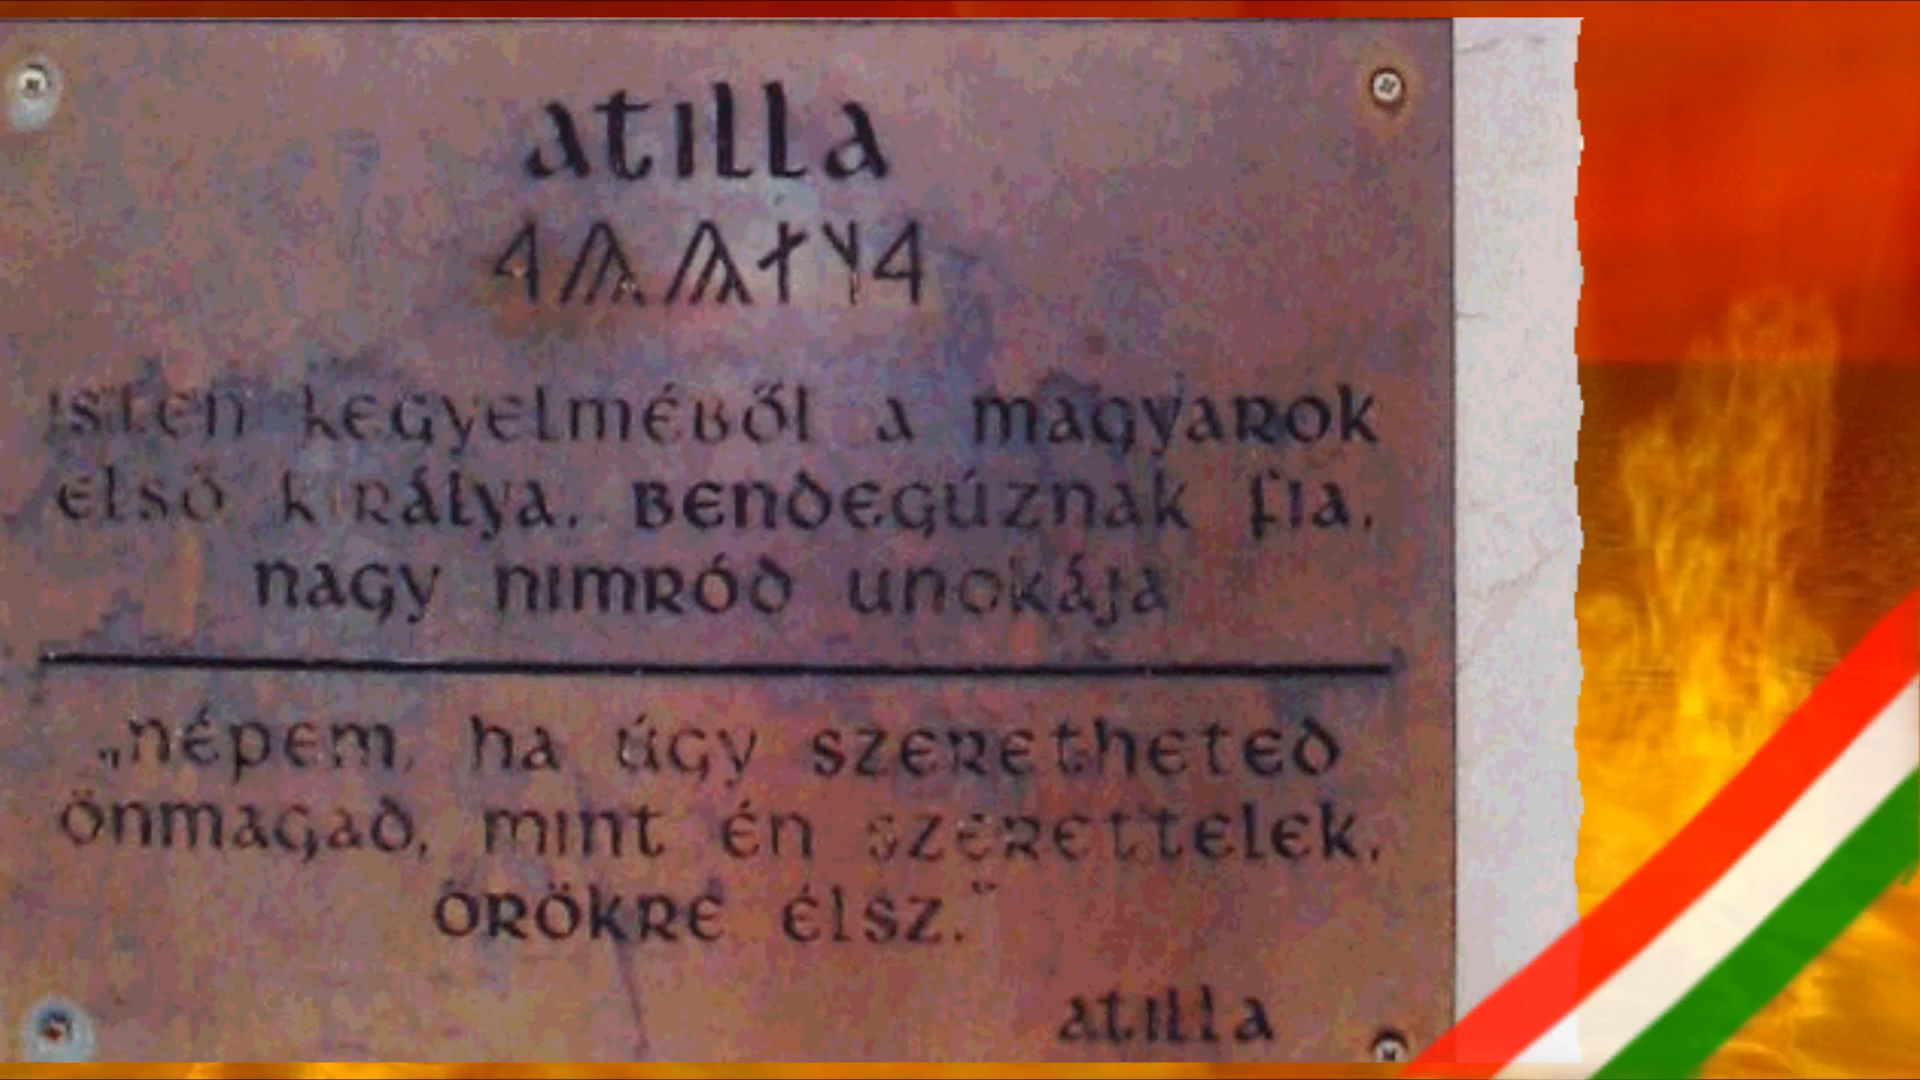 atilla
𐲀𐲖𐲖𐲐𐲦𐲀
Isten kegyelméből a magyarok
első királya, Bendegúznak fia,
nagy Nimród unokája
„népem, ha úgy szeretheted
önmagad, mint én szerettelek,
örökre élsz.”
atilla